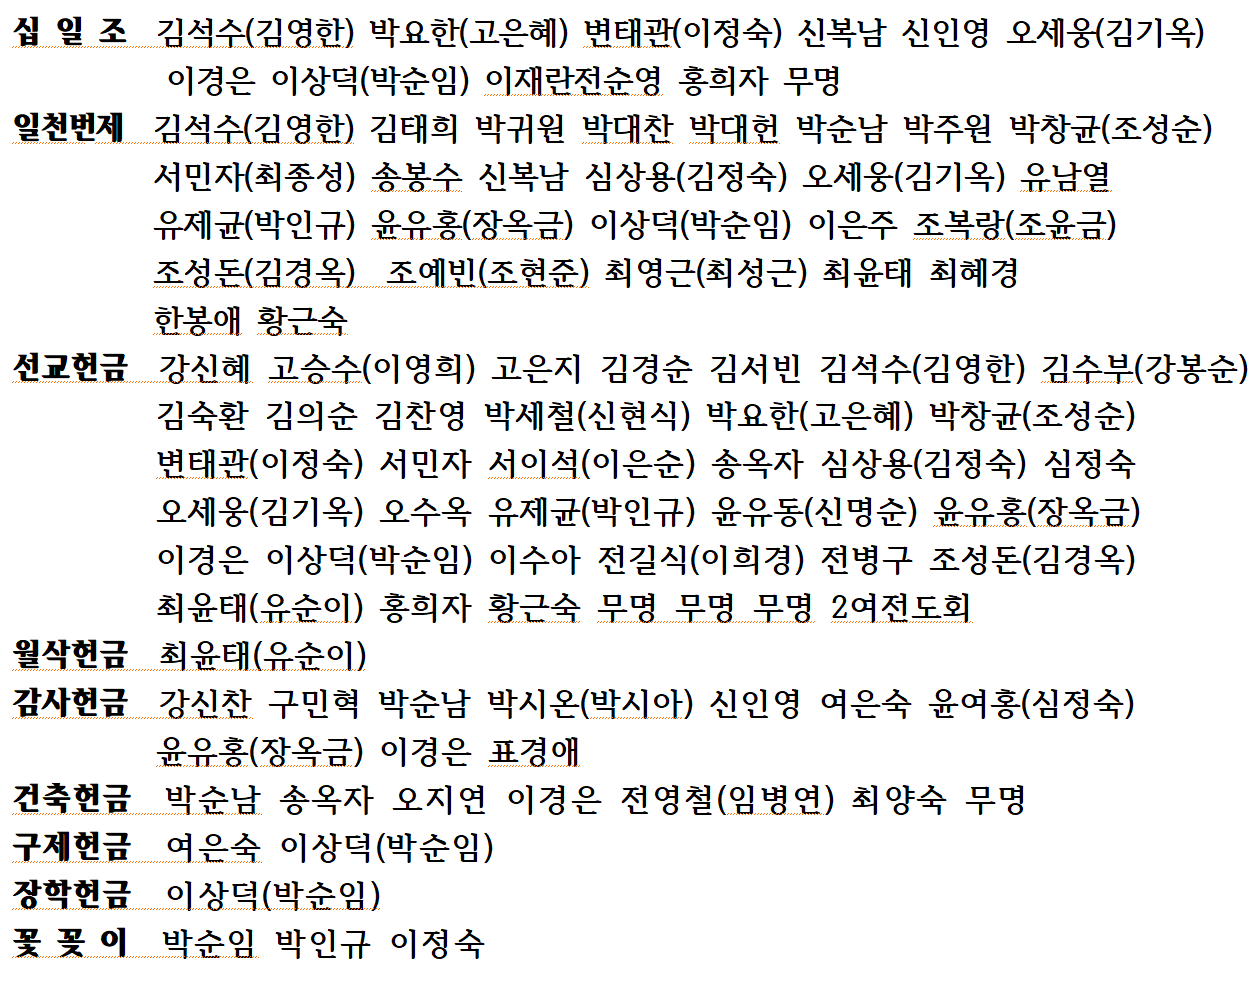 십 일 조 김석수(김영한) 박요한(고은혜) 변태관(이정숙) 신복남 신인영 오세웅(김기옥)
이경은 이상덕(박순임) 이재란전순영 홍희자 무명
일천번제 김석수(김영한) 김태희 박귀원 박대찬 박대헌 박순남 박주원 박창균(조성순)
서민자(최종성) 송봉수 신복남 심상용(김정숙) 오세웅(김기옥) 유남열
유제균(박인규) 윤유홍(장옥금) 이상덕(박순임) 이은주 조복랑(조윤금)
조성돈(김경옥) 조예빈(조현준) 최영근(최성근) 최윤태 최혜경
한봉애 황근숙
선교헌금 강신혜 고승수(이영희) 고은지 김경순 김서빈 김석수(김영한) 김수부(강봉순)
김숙환 김의순 김찬영 박세철(신현식) 박요한(고은혜) 박창균(조성순)
변태관(이정숙) 서민자 서이석(이은순) 송옥자 심상용(김정숙) 심정숙
오세웅(김기옥) 오수옥 유제균(박인규) 윤유동(신명순) 윤유홍(장옥금)
이경은 이상덕(박순임) 이수아 전길식(이희경) 전병구 조성돈(김경옥)
최윤태(유순이) 홍희자 황근숙 무명 무명 무명 2여전도회
월삭헌금 최윤태(유순이)
감사헌금 강신찬 구민혁 박순남 박시온(박시아) 신인영 여은숙 윤여홍(심정숙)
윤유홍(장옥금) 이경은 표경애
건축헌금 박순남 송옥자 오지연 이경은 전영철(임병연) 최양숙 무명
구제헌금 여은숙 이상덕(박순임)
장학헌금 이상덕(박순임)
꽃 꽂 이 박순임 박인규 이정숙